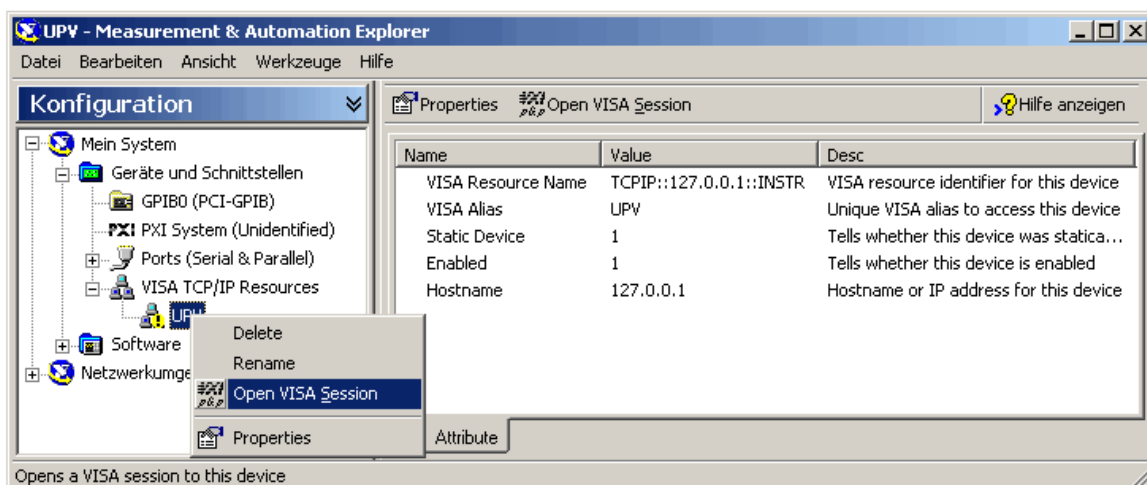 UPV - Measurement & Automation Explorer
Datei Bearbeiten Ansicht Werkzeuge Hilfe
Konfiguration
Mein System
Geräte und Schnittstellen
GPIB0 (PCI-GPIB)
PXI PXI System (Unidentified)
Ports (Serial & Parallel)
VISA TCP/IP Resources
UPV
Software
Netzwerkumge
Delete
Rename
Open VISA Session
Properties
Properties Open VISA Session Hilfe anzeigen
Name Value Desc
VISA Resource Name TCPIP::127.0.0.1::INSTR VISA resource identifier for this device
VISA Alias UPV Unique VISA alias to access this device
Static Device 1 Tells whether this device was statica...
Enabled 1 Tells whether this device is enabled
Hostname 127.0.0.1 Hostname or IP address for this device
Attribute
Opens a VISA session to this device